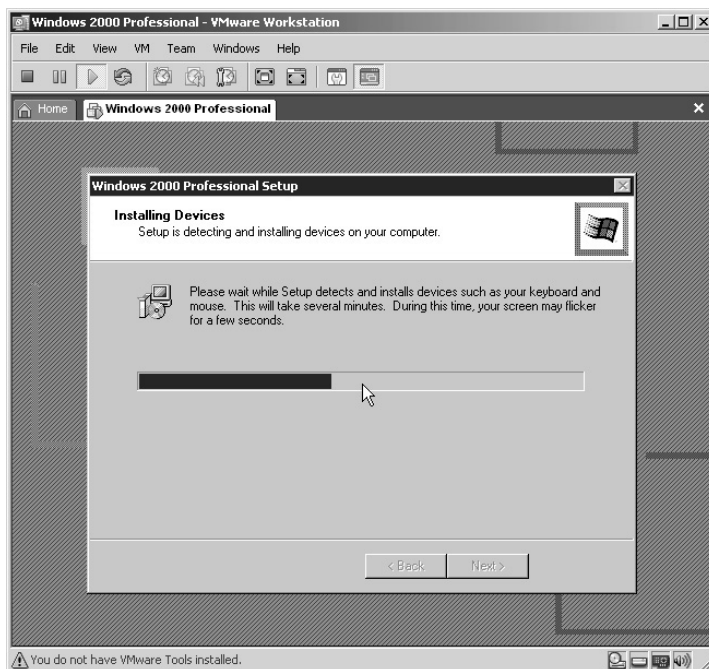 Windows 2000 Professional - VMware Workstation
File Edit View VM Team Windows Help
Home Windows 2000 Professional
Windows 2000 Professional Setup
Installing Devices
Setup is detecting and installing devices on your computer.
Please wait while Setup detects and installs devices such as your keyboard and
mouse. This will take several minutes. During this time, your screen may flicker
for a few seconds.
< Back Next >
You do not have VMware Tools installed.